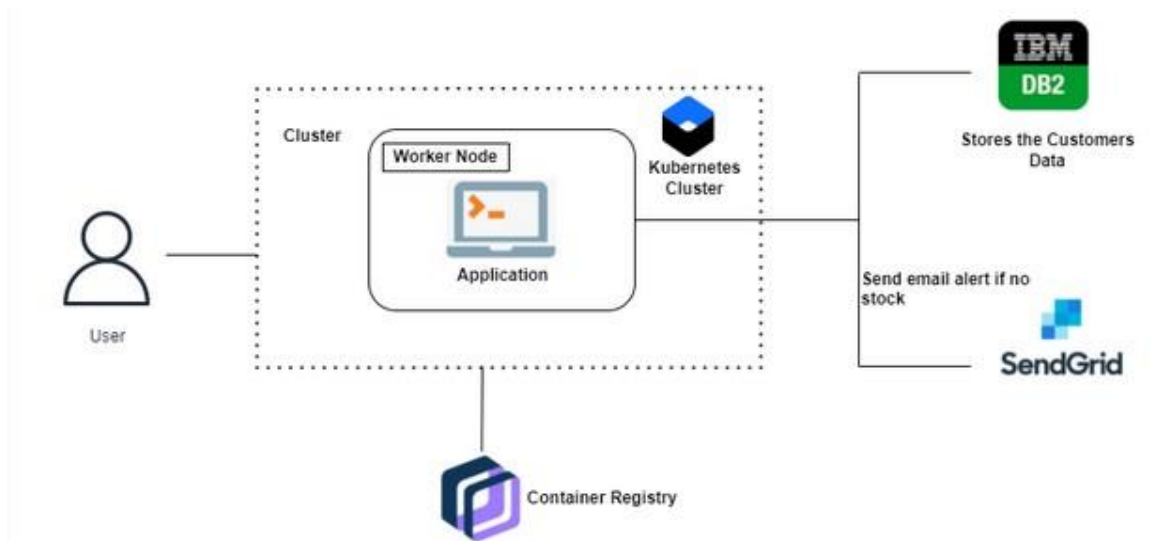 IBM
DB2
Stores the Customers
Data
Cluster
Worker Node
Kubernetes
Cluster
Application
User
Send email alert if no
stock
SendGrid
Container Registry